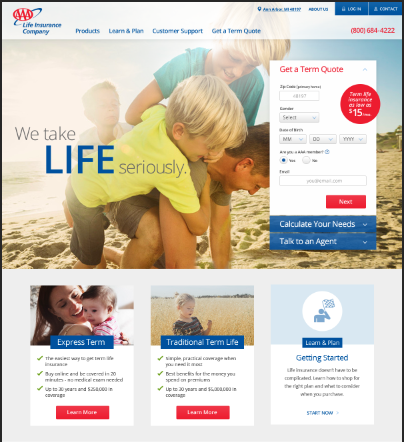 Ann Arbor, MI 48197
ABOUT US
LOG IN
CONTACT
AAA
Life Insurance
Company
Products
Learn & Plan
Customer Support
Get a Term Quote
(800) 684-4222
We take
LIFE seriously.
Get a Term Quote
Zip Code (primary home)
48197
Gender
Select
Date of Birth
MM
DD
YYYY
Are you a AAA member?
Yes
No
Email
you@email.com
Next
Term life
insurance
as low as
$15
Calculate Your Needs
Talk to an Agent
Express Term
The easiest way to get term life
insurance
Buy online and be covered in 20
minutes - no medical exam needed
Up to 30 years and $250,000 in
coverage
Learn More
Traditional Term Life
Simple, practical coverage when
you need it most
Best benefits for the money you
spend on premiums
Up to 30 years and $5,000,000 in
coverage
Learn More
Learn & Plan
Getting Started
Life insurance doesn't have to be
complicated. Learn how to shop for
the right plan and what to consider
when you purchase.
START NOW